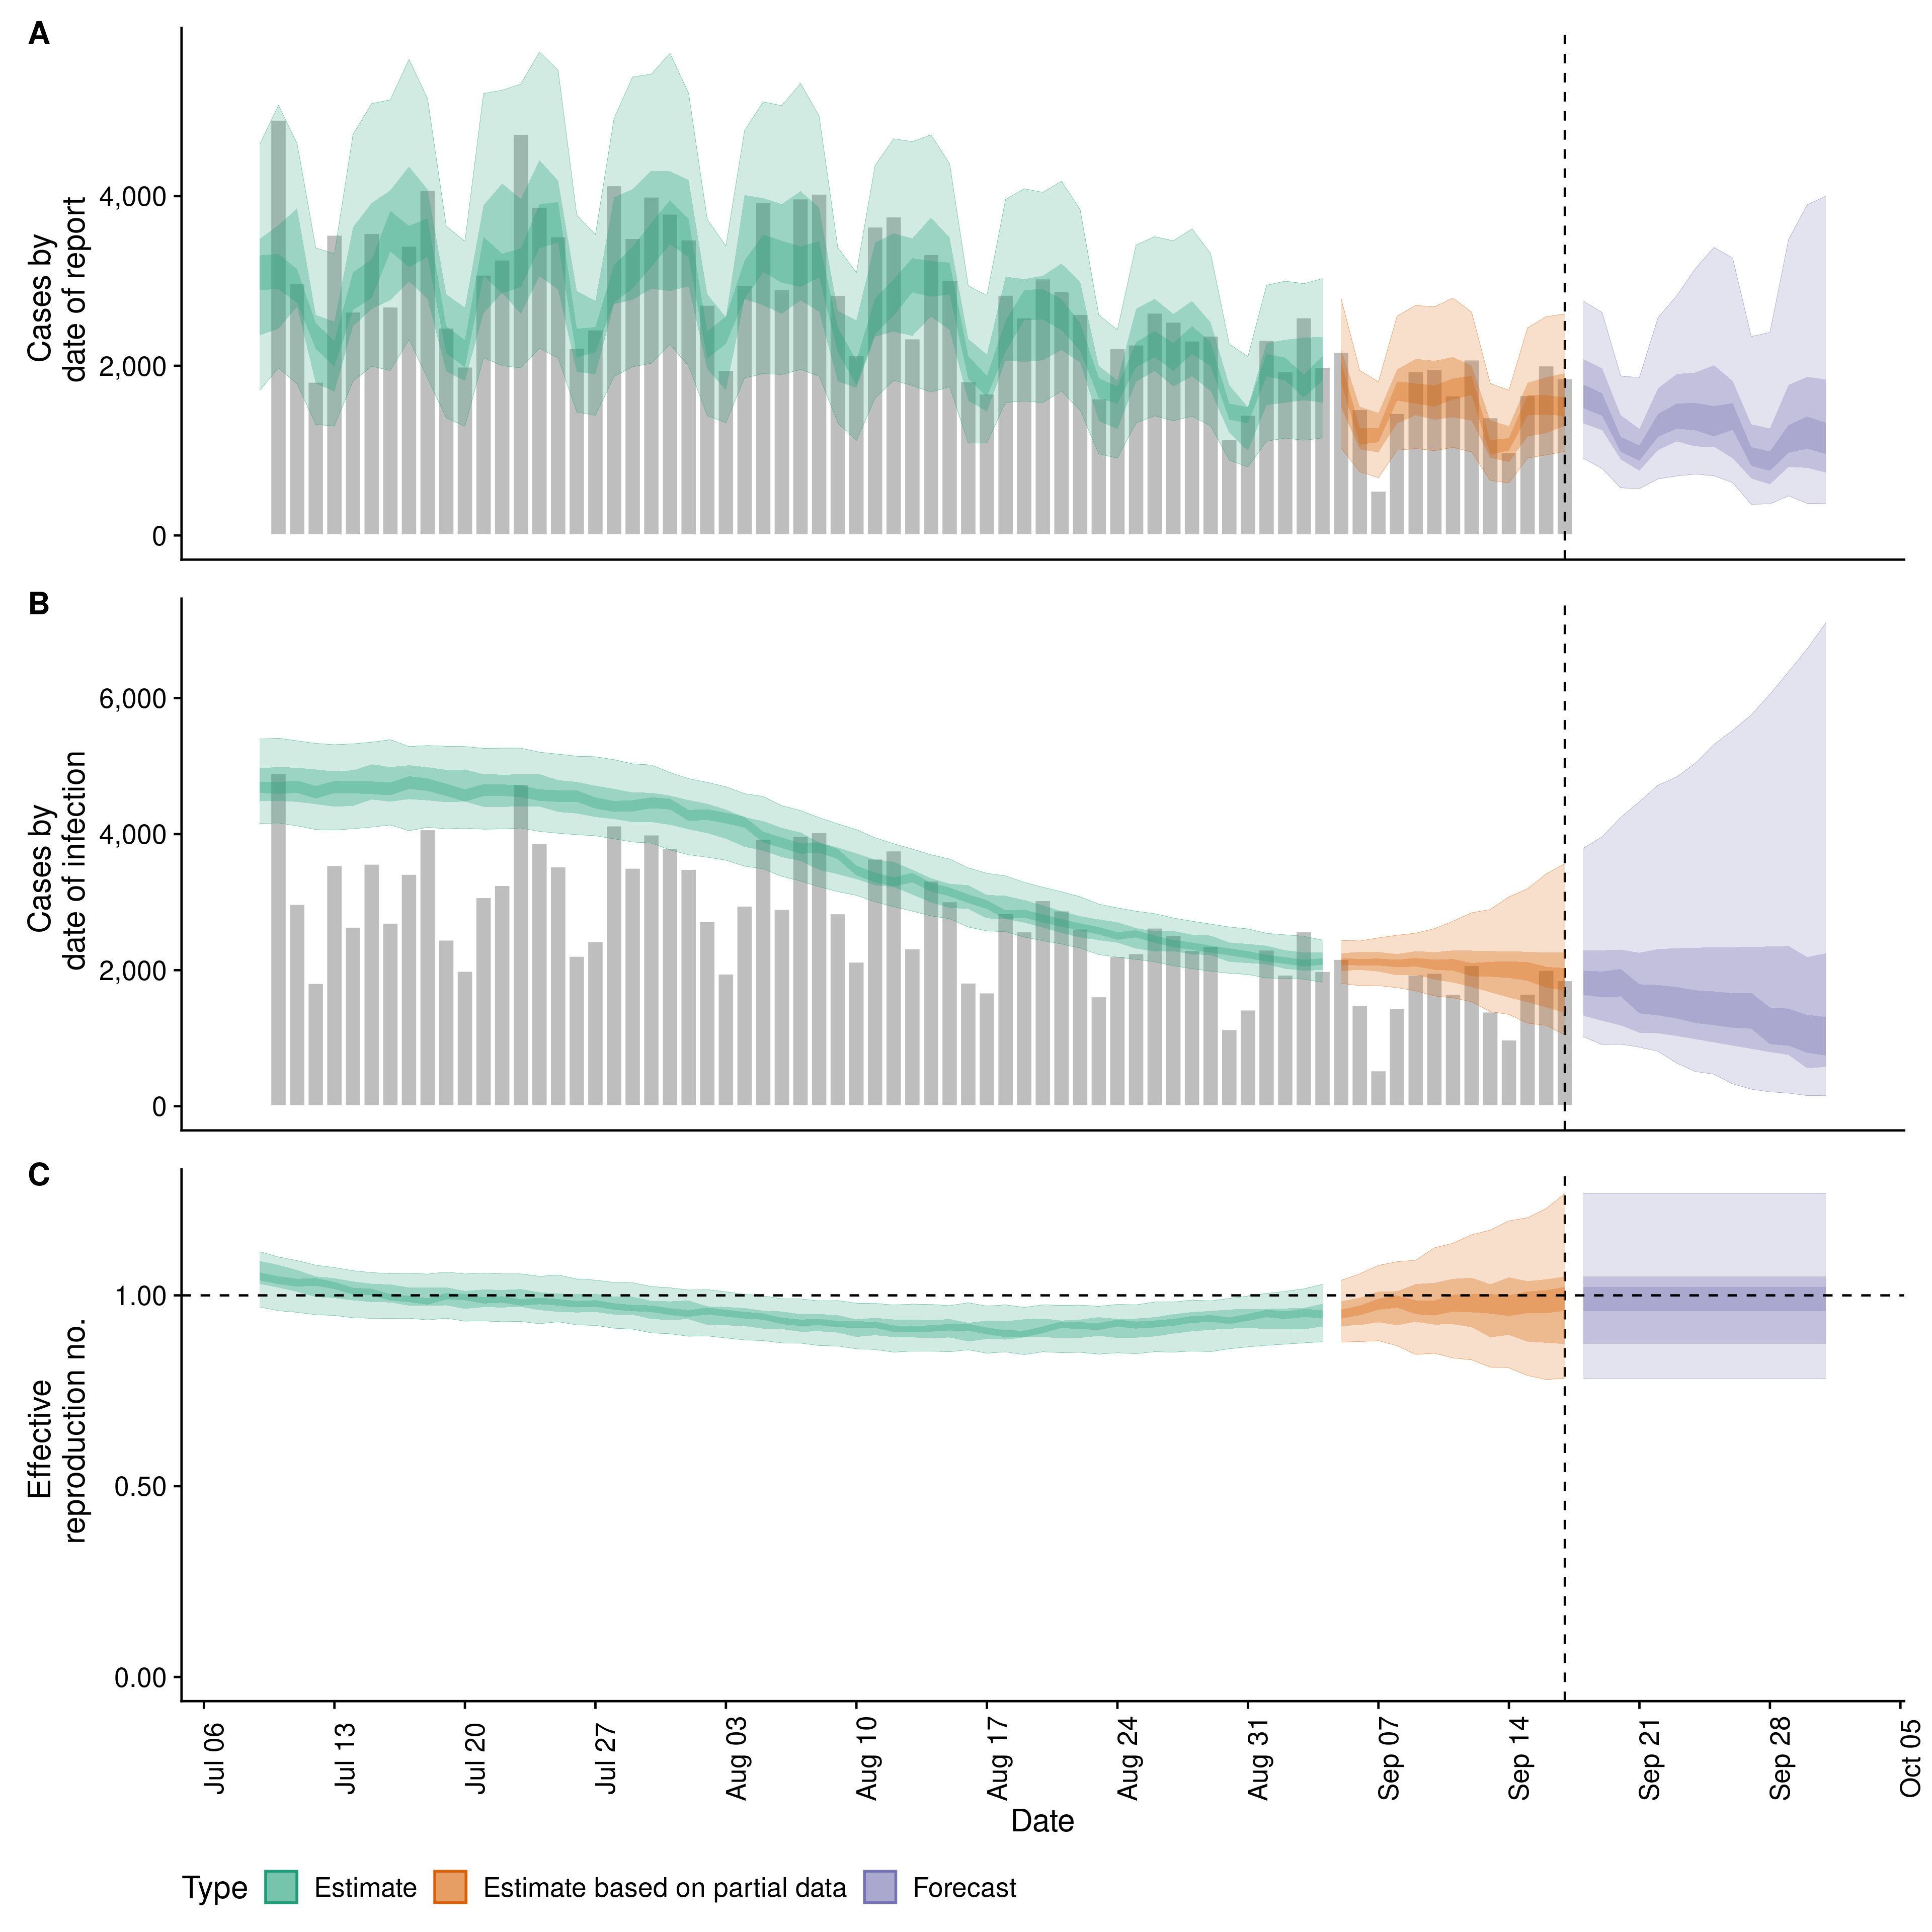 A
Cases by
date of report
4,000
2,000
0
B
Cases by
date of infection
6,000
4,000
2,000
0
C
Effective
reproduction no.
1.00
0.50
0.00
Jul 06
Jul 13
Jul 20
Jul 27
Aug 03
Aug 10
Aug 17
Aug 24
Aug 31
Sep 07
Sep 14
Sep 21
Sep 28
Oct 05
Date
Type
Estimate
Estimate based on partial data
Forecast